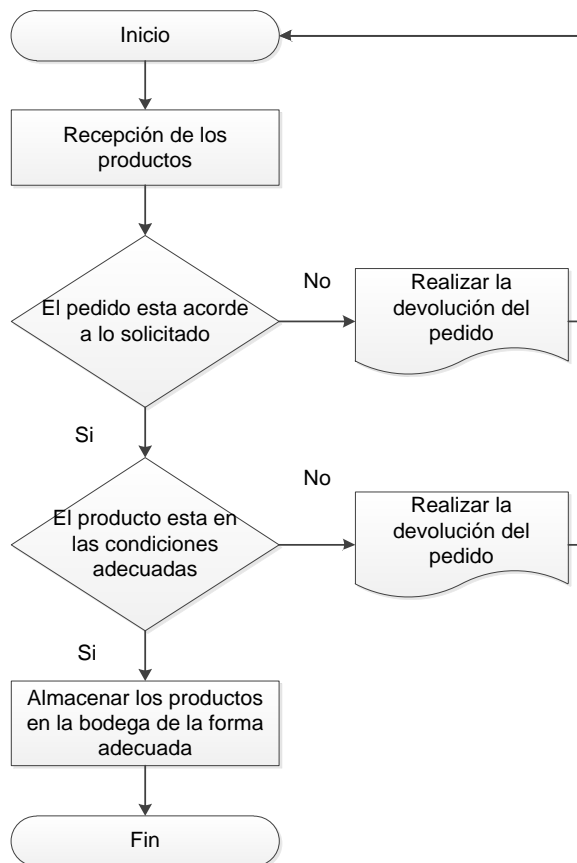 Inicio
Recepción de los
productos
El pedido esta acorde
a lo solicitado
No
Realizar la
devolución del
pedido
Si
El producto esta en
las condiciones
adecuadas
No
Realizar la
devolución del
pedido
Si
Almacenar los productos
en la bodega de la forma
adecuada
Fin